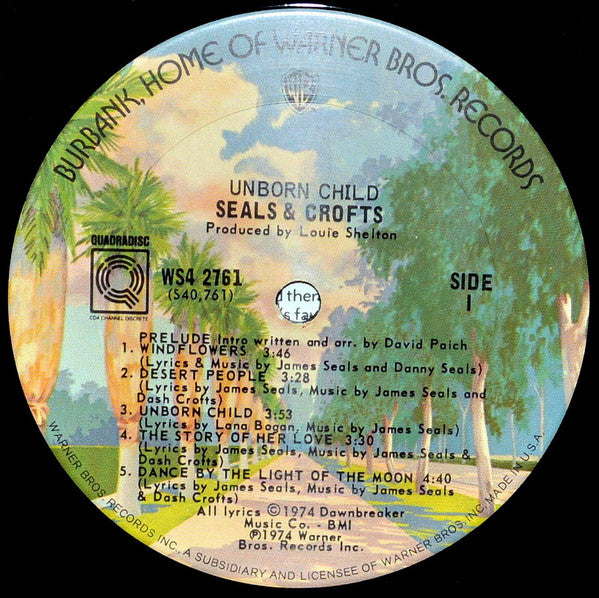 BURBANK, HOME OF WARNER BROS. RECORDS
WB
UNBORN CHILD
SEALS & CROFTS
Produced by Louie Shelton
QUADRADISC
CD4 CHANNEL DISCRETE
WS4 2761
(S40,761)
SIDE
1
d then
's fa
PRELUDE Intro written and arr. by David Paich
1. WINDFLOWERS 3:46
(Lyrics & Music by James Seals and Danny Seals)
2. DESERT PEOPLE 3:28
(Lyrics by James Seals, Music by James Seals and
Dash Crofts)
3. UNBORN CHILD 3:53
(Lyrics by Lana Bogan, Music by James Seals)
4. THE STORY OF HER LOVE 3:30
(Lyrics by James Seals, Music by James Seals &
Dash Crofts)
5. DANCE BY THE LIGHT OF THE MOON 4:40
(Lyrics by James Seals, Music by James Seals
& Dash Crofts)
All lyrics ©1974 Dawnbreaker
Music Co. - BMI
℗1974 Warner
Bros. Records Inc.
WARNER BROS. RECORDS INC. A SUBSIDIARY AND LICENSEE OF WARNER BROS. INC. MADE IN U.S.A.